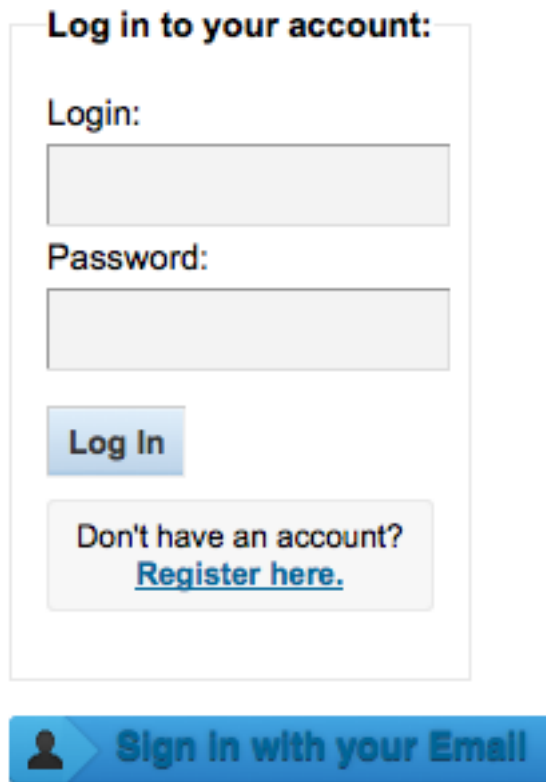 Log in to your account:
Login:
Password:
Log In
Don't have an account?
Register here.
Sign in with your Email